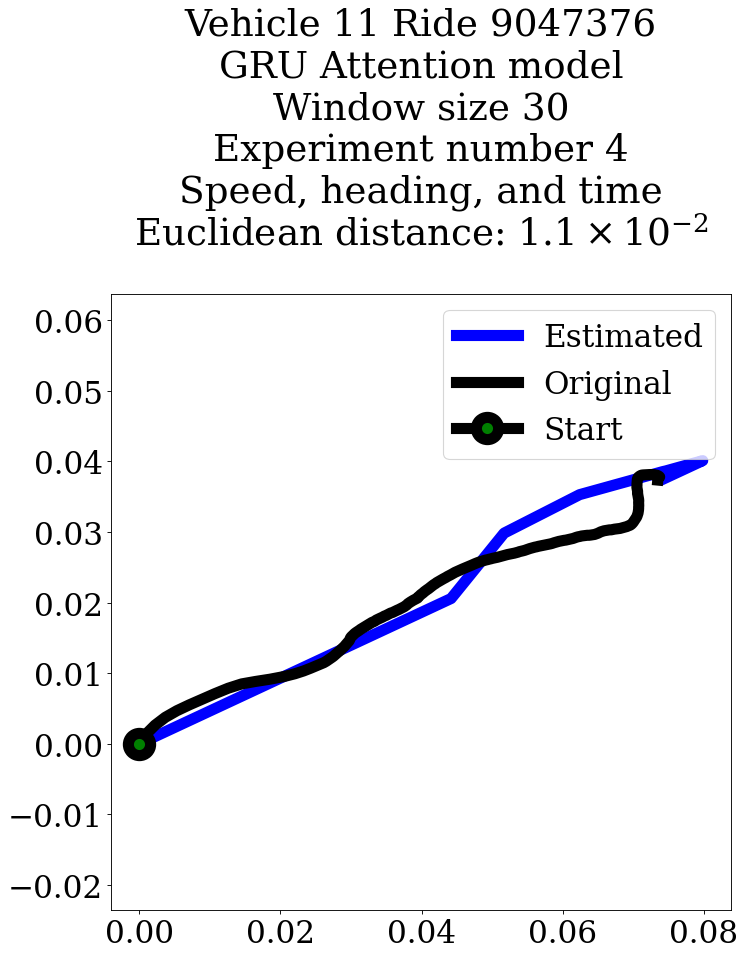 Vehicle 11 Ride 9047376
GRU Attention model
Window size 30
Experiment number 4
Speed, heading, and time
Euclidean distance: 1.1 × 10⁻²
Estimated
Original
Start
0.06
0.05
0.04
0.03
0.02
0.01
0.00
−0.01
−0.02
0.00 0.02 0.04 0.06 0.08